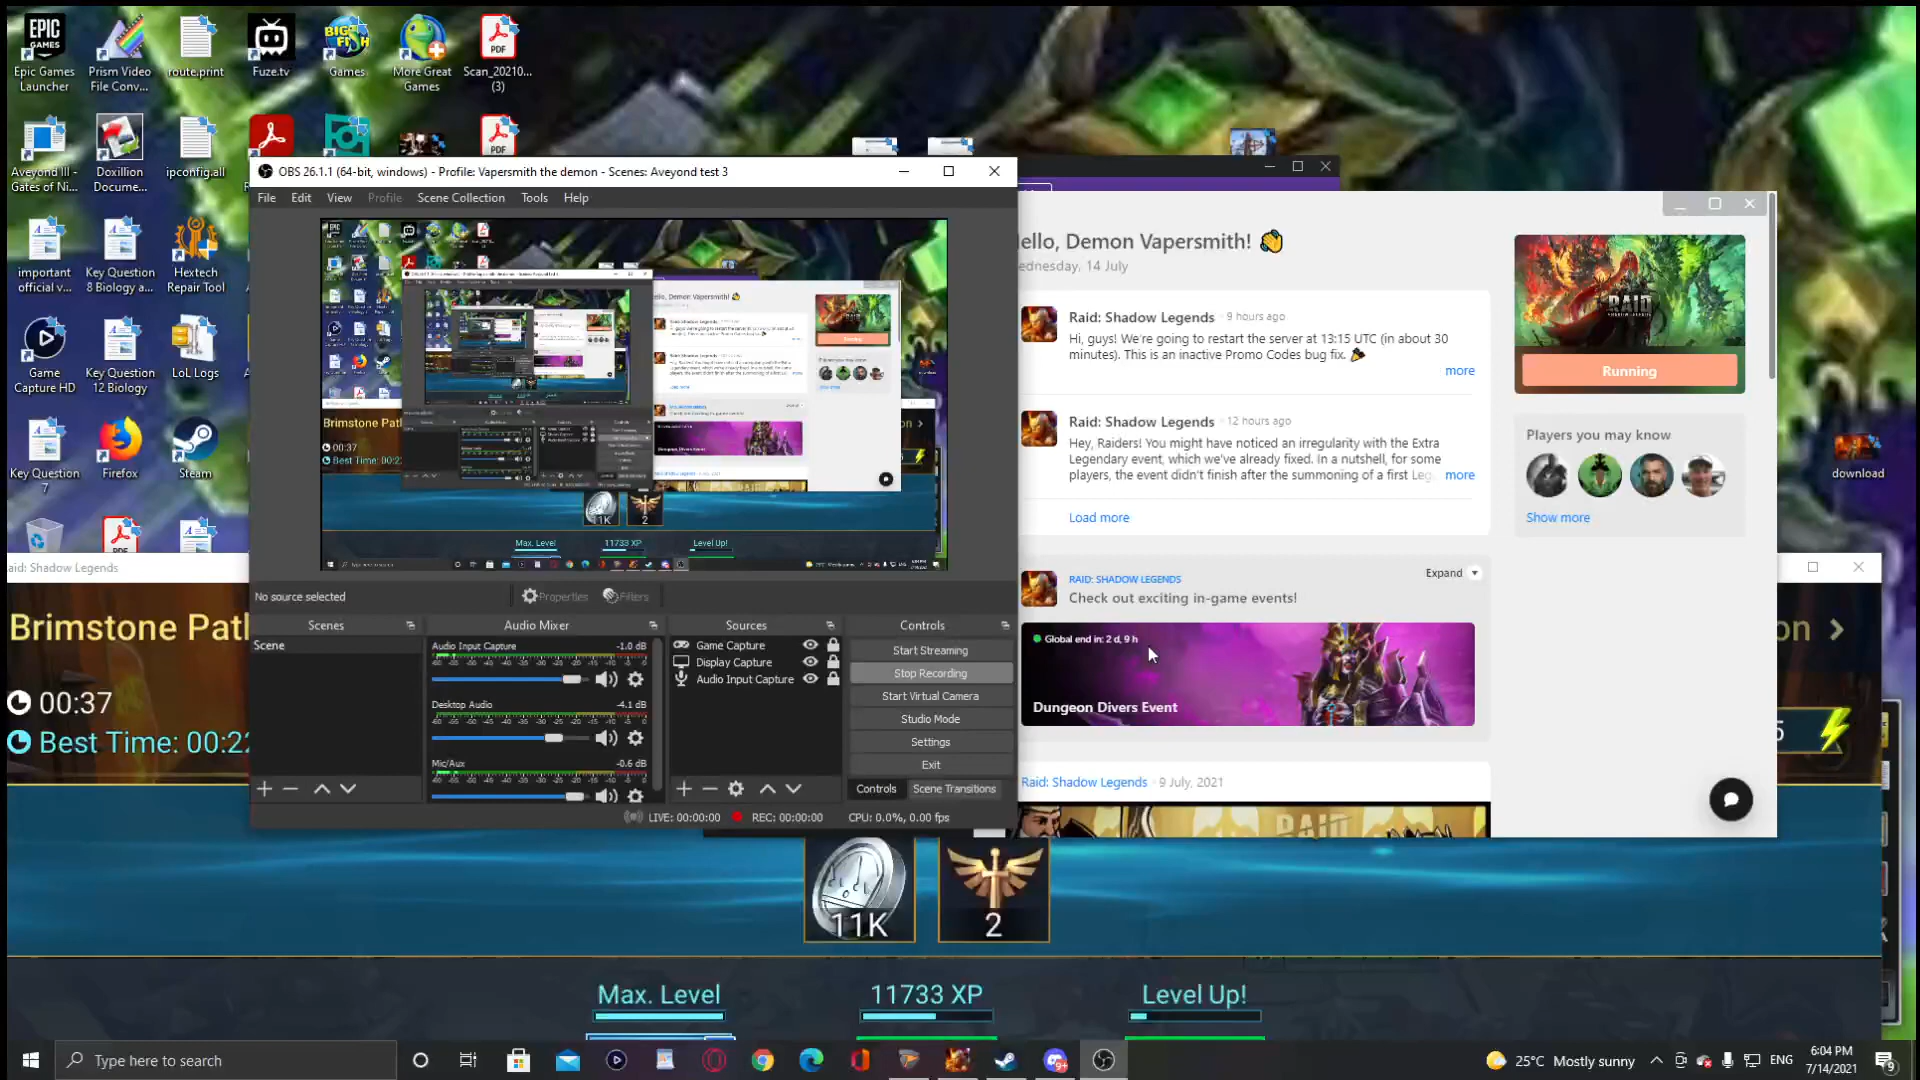 Epic Games
Launcher
Prism Video
File Conv...
route.print
Fuze.tv
Games
More Great
Games
Scan_20210...
(3)
Aveyond III -
Gates of Ni...
Doxillion
Docume...
ipconfig.all
important
official v...
Key Question
8 Biology a...
Hextech
Repair Tool
Game
Capture HD
Key Question
12 Biology
LoL Logs
Key Question
7
Firefox
Steam
download
OBS 26.1.1 (64-bit, windows) - Profile: Vapersmith the demon - Scenes: Aveyond test 3
File Edit View Profile Scene Collection Tools Help
No source selected
Properties
Filters
Scenes
Scene
Audio Mixer
Audio Input Capture -1.0 dB
Desktop Audio -4.1 dB
Mic/Aux -0.6 dB
Sources
Game Capture
Display Capture
Audio Input Capture
Controls
Start Streaming
Stop Recording
Start Virtual Camera
Studio Mode
Settings
Exit
Controls Scene Transitions
LIVE: 00:00:00 REC: 00:00:00 CPU: 0.0%, 0.00 fps
ello, Demon Vapersmith!
ednesday, 14 July
Raid: Shadow Legends · 9 hours ago
Hi, guys! We're going to restart the server at 13:15 UTC (in about 30
minutes). This is an inactive Promo Codes bug fix.
more
Raid: Shadow Legends · 12 hours ago
Hey, Raiders! You might have noticed an irregularity with the Extra
Legendary event, which we've already fixed. In a nutshell, for some
players, the event didn't finish after the summoning of a first Leg
more
Load more
RAID: SHADOW LEGENDS
Check out exciting in-game events!
Expand
Global end in: 2 d, 9 h
Dungeon Divers Event
Raid: Shadow Legends · 9 July, 2021
RAID
SHADOW LEGENDS
Running
Players you may know
Show more
aid: Shadow Legends
Brimstone Pat
00:37
Best Time: 00:22
on
5
11K
2
Max. Level
11733 XP
Level Up!
Type here to search
25°C Mostly sunny
ENG
6:04 PM
7/14/2021
9